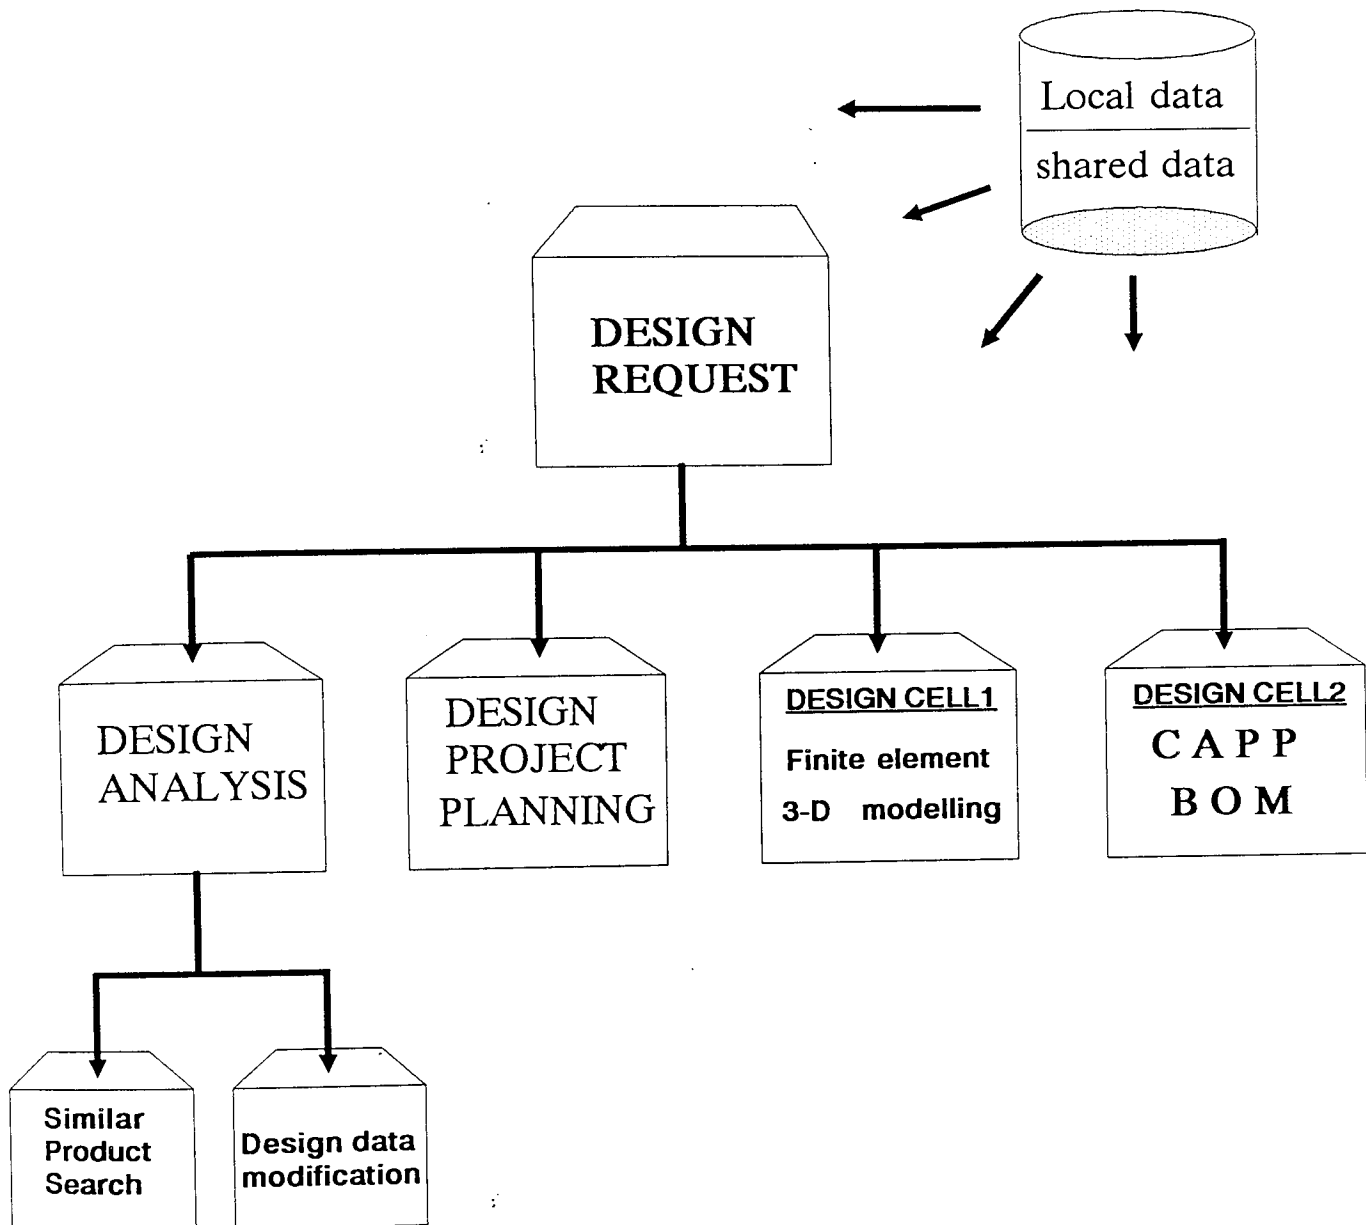 Local data
shared data
DESIGN
REQUEST
DESIGN
ANALYSIS
DESIGN
PROJECT
PLANNING
DESIGN CELL1
Finite element
3-D modelling
DESIGN CELL2
C A P P
B O M
Similar
Product
Search
Design data
modification